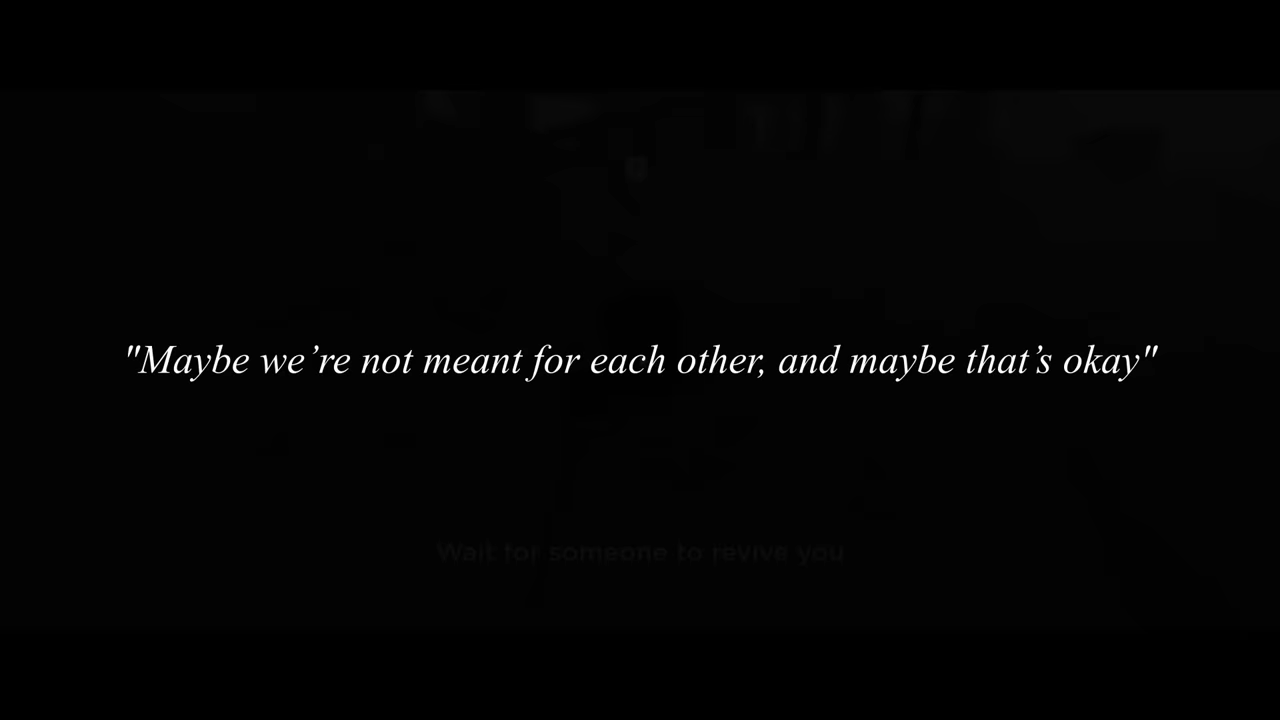 "Maybe we’re not meant for each other, and maybe that’s okay"
Wait for someone to revive you